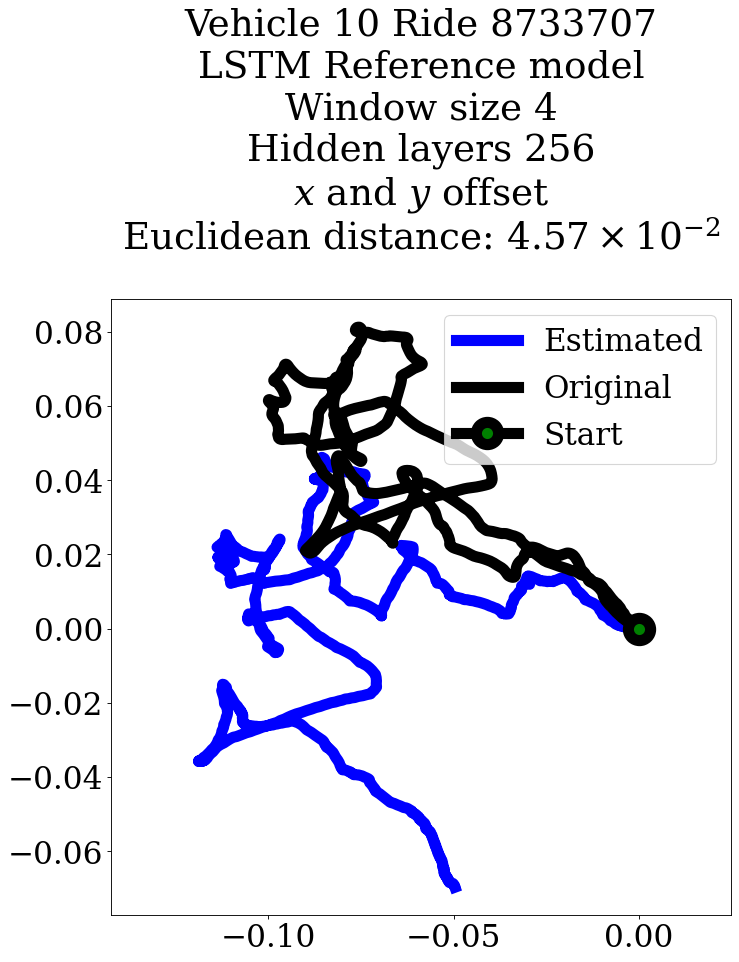 Vehicle 10 Ride 8733707
LSTM Reference model
Window size 4
Hidden layers 256
x and y offset
Euclidean distance: 4.57 × 10⁻²
Estimated
Original
Start
0.08
0.06
0.04
0.02
0.00
−0.02
−0.04
−0.06
−0.10 −0.05 0.00